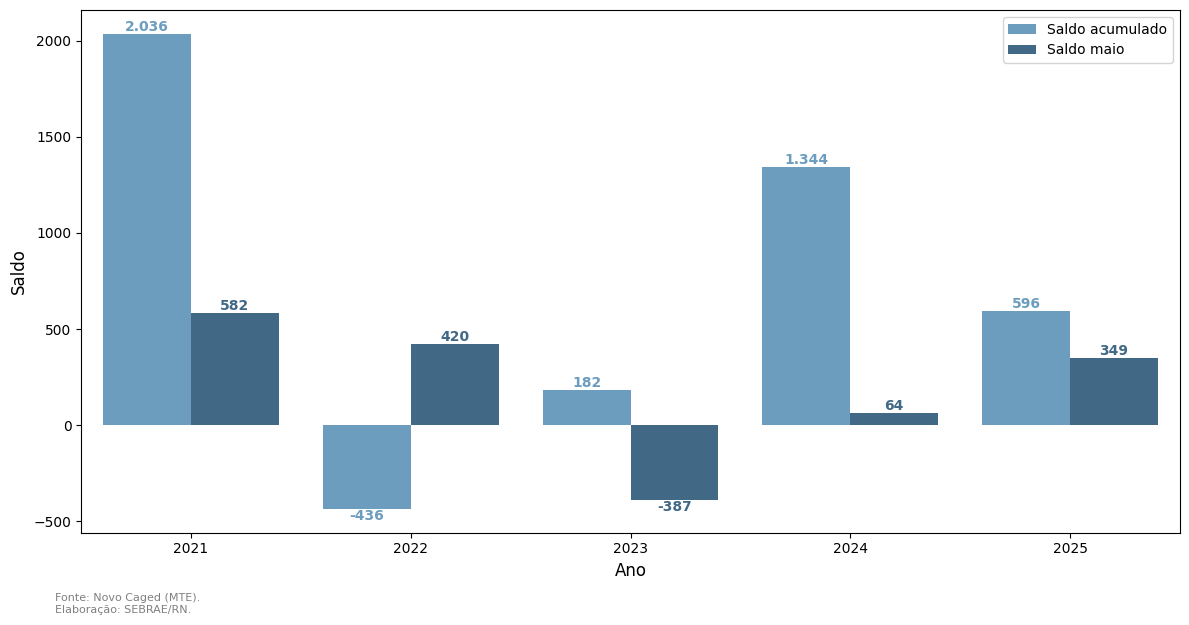 Saldo acumulado
Saldo maio
2.036
582
-436
420
182
-387
1.344
64
596
349
2000
1500
1000
500
0
−500
Saldo
2021 2022 2023 2024 2025
Ano
Fonte: Novo Caged (MTE).
Elaboração: SEBRAE/RN.